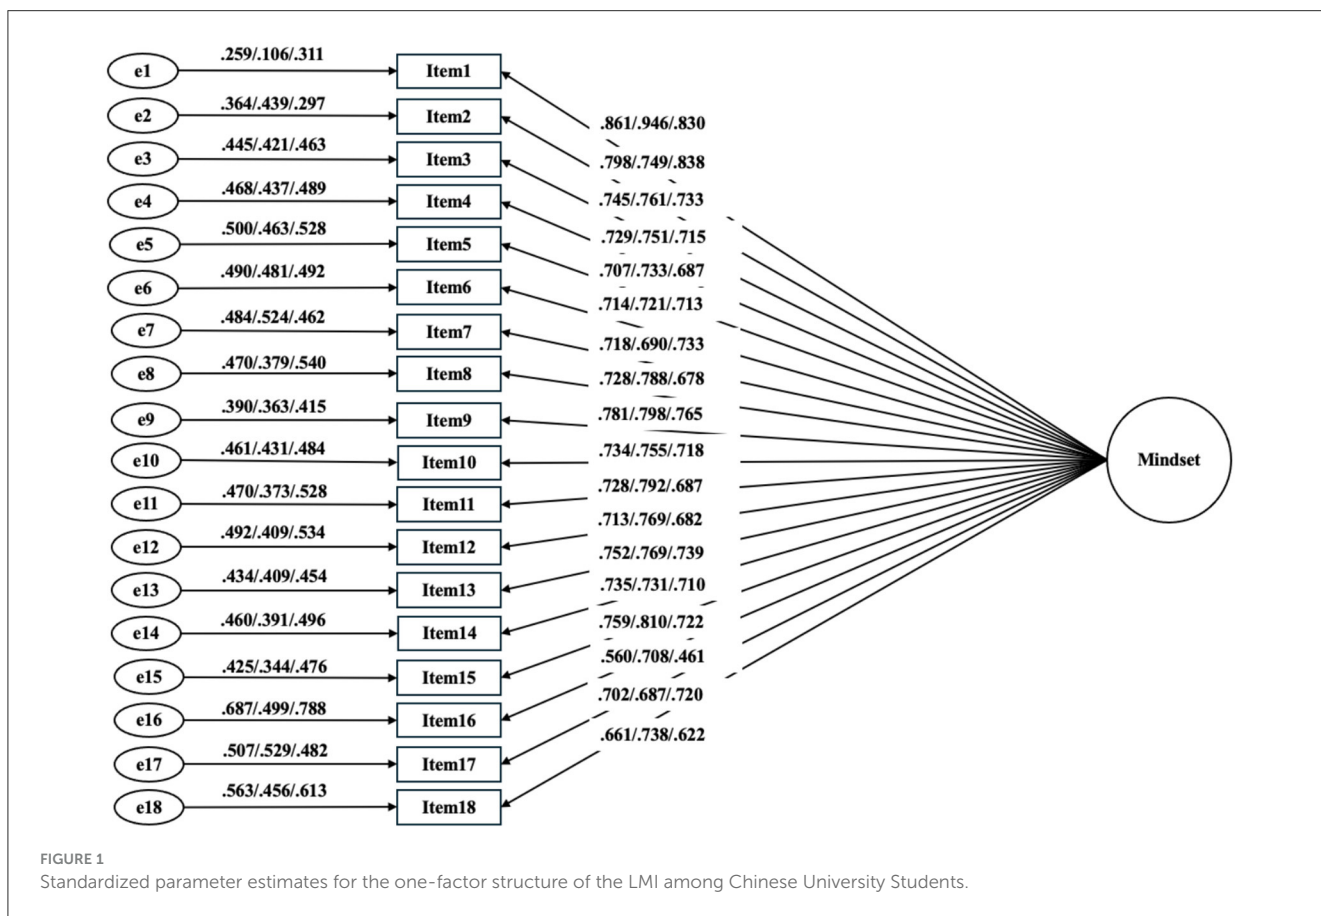 e1 .259/.106/.311 Item1
.861/.946/.830
e2 .364/.439/.297 Item2
.798/.749/.838
e3 .445/.421/.463 Item3
.745/.761/.733
e4 .468/.437/.489 Item4
.729/.751/.715
e5 .500/.463/.528 Item5
.707/.733/.687
e6 .490/.481/.492 Item6
.714/.721/.713
e7 .484/.524/.462 Item7
.718/.690/.733
e8 .470/.379/.540 Item8
.728/.788/.678
e9 .390/.363/.415 Item9
.781/.798/.765
e10 .461/.431/.484 Item10
.734/.755/.718
Mindset
e11 .470/.373/.528 Item11
.728/.792/.687
e12 .492/.409/.534 Item12
.713/.769/.682
e13 .434/.409/.454 Item13
.752/.769/.739
e14 .460/.391/.496 Item14
.735/.731/.710
e15 .425/.344/.476 Item15
.759/.810/.722
e16 .687/.499/.788 Item16
.560/.708/.461
e17 .507/.529/.482 Item17
.702/.687/.720
e18 .563/.456/.613 Item18
.661/.738/.622
FIGURE 1
Standardized parameter estimates for the one-factor structure of the LMI among Chinese University Students.